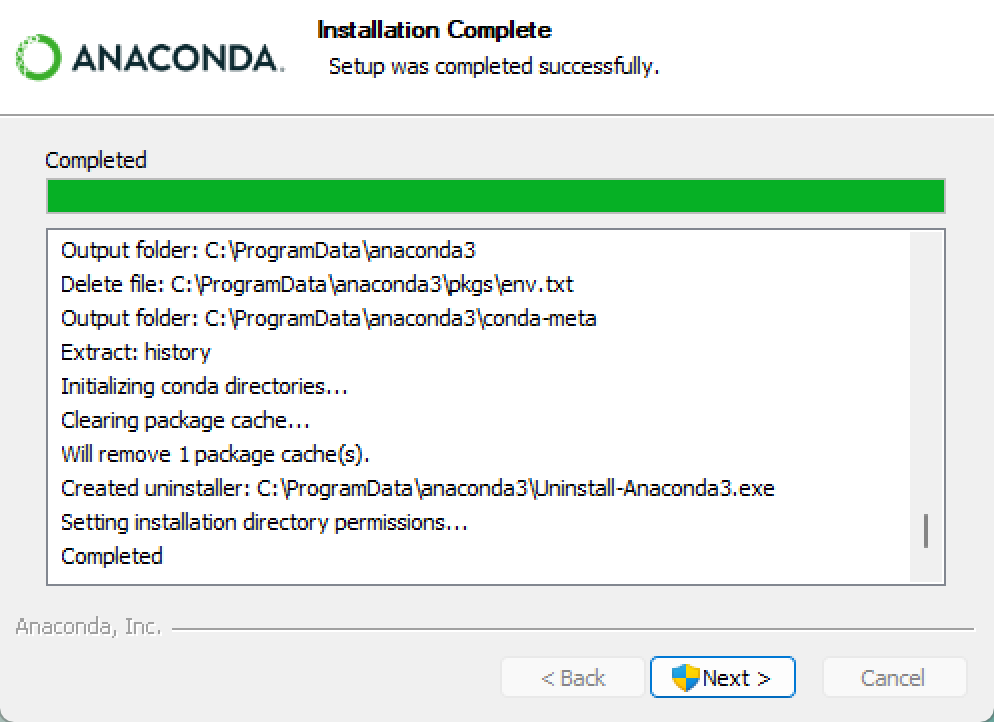 Installation Complete
ANACONDA.
Setup was completed successfully.
Completed
Output folder: C:\ProgramData\anaconda3
Delete file: C:\ProgramData\anaconda3\pkgs\env.txt
Output folder: C:\ProgramData\anaconda3\conda-meta
Extract: history
Initializing conda directories...
Clearing package cache...
Will remove 1 package cache(s).
Created uninstaller: C:\ProgramData\anaconda3\Uninstall-Anaconda3.exe
Setting installation directory permissions...
Completed
Anaconda, Inc.
< Back
Next >
Cancel